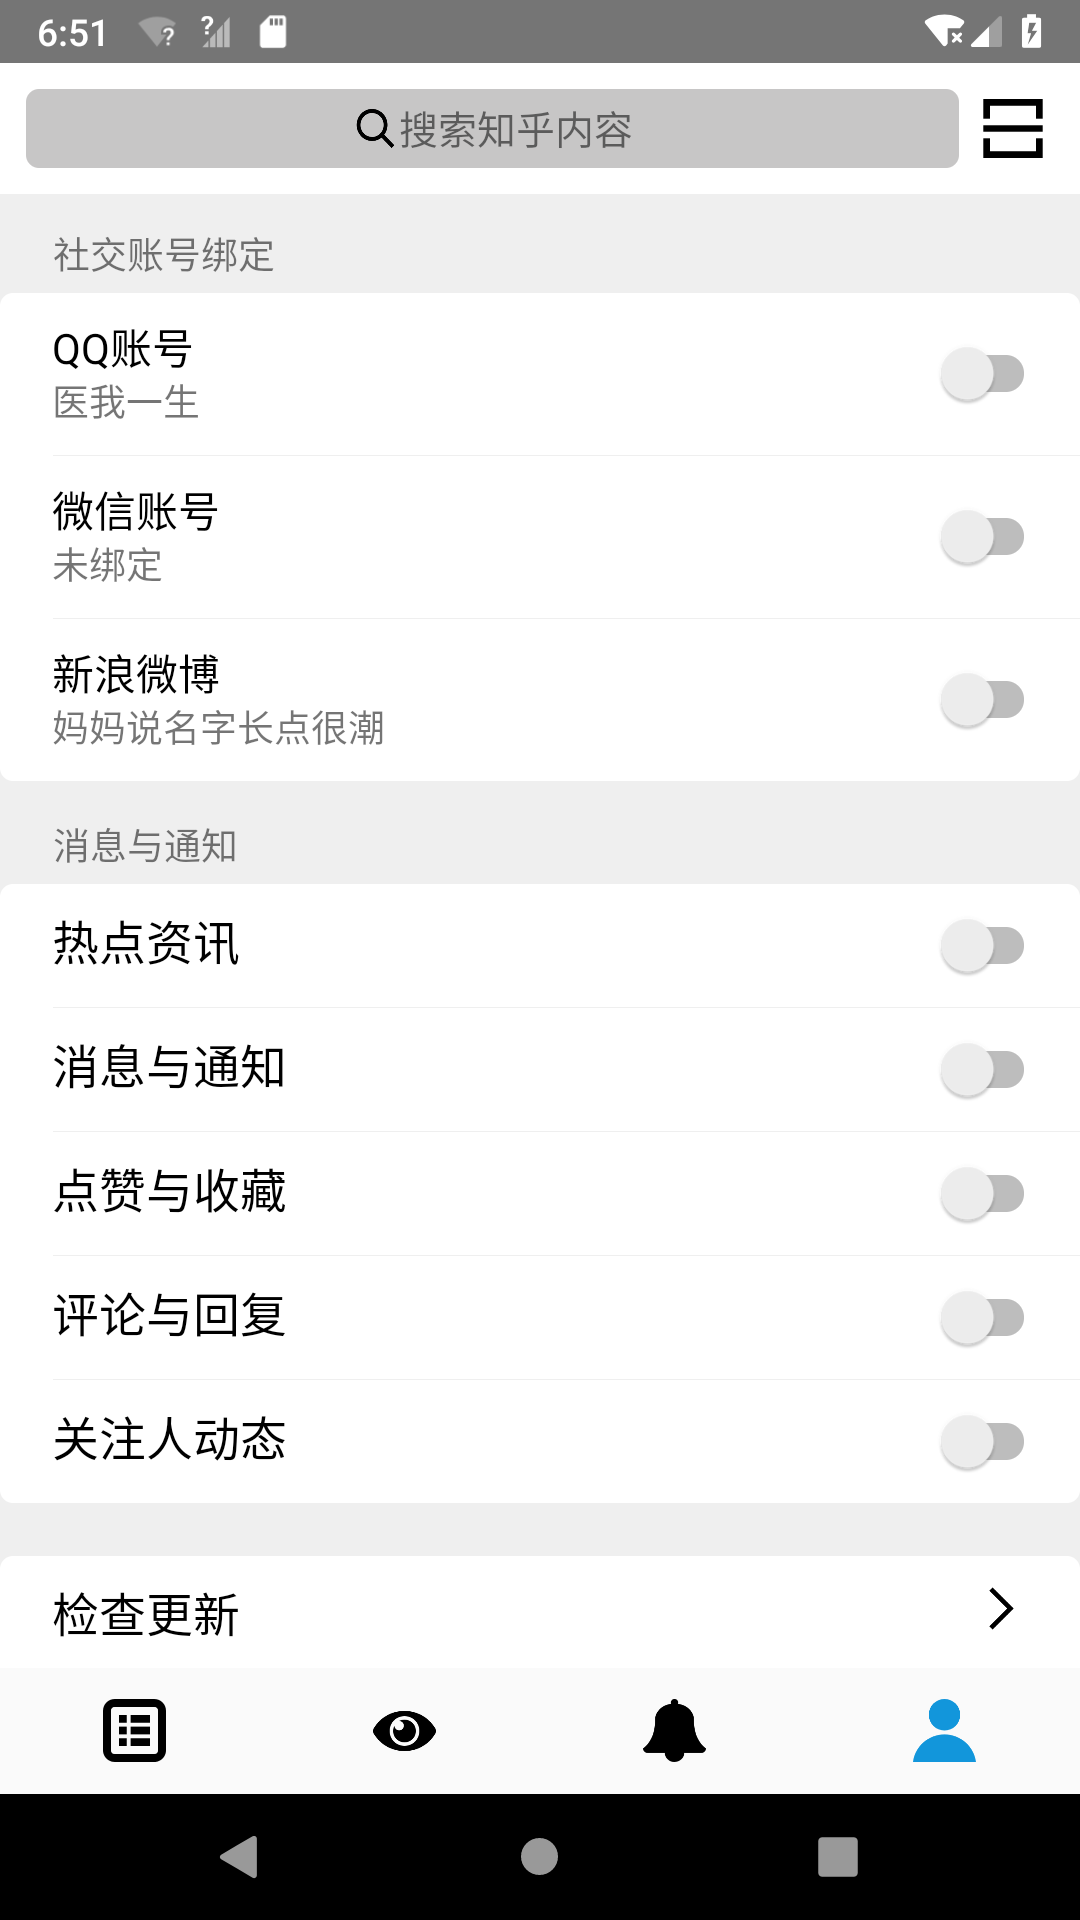 6:51
搜索知乎内容
社交账号绑定
QQ账号
医我一生
微信账号
未绑定
新浪微博
妈妈说名字长点很潮
消息与通知
热点资讯
消息与通知
点赞与收藏
评论与回复
关注人动态
检查更新